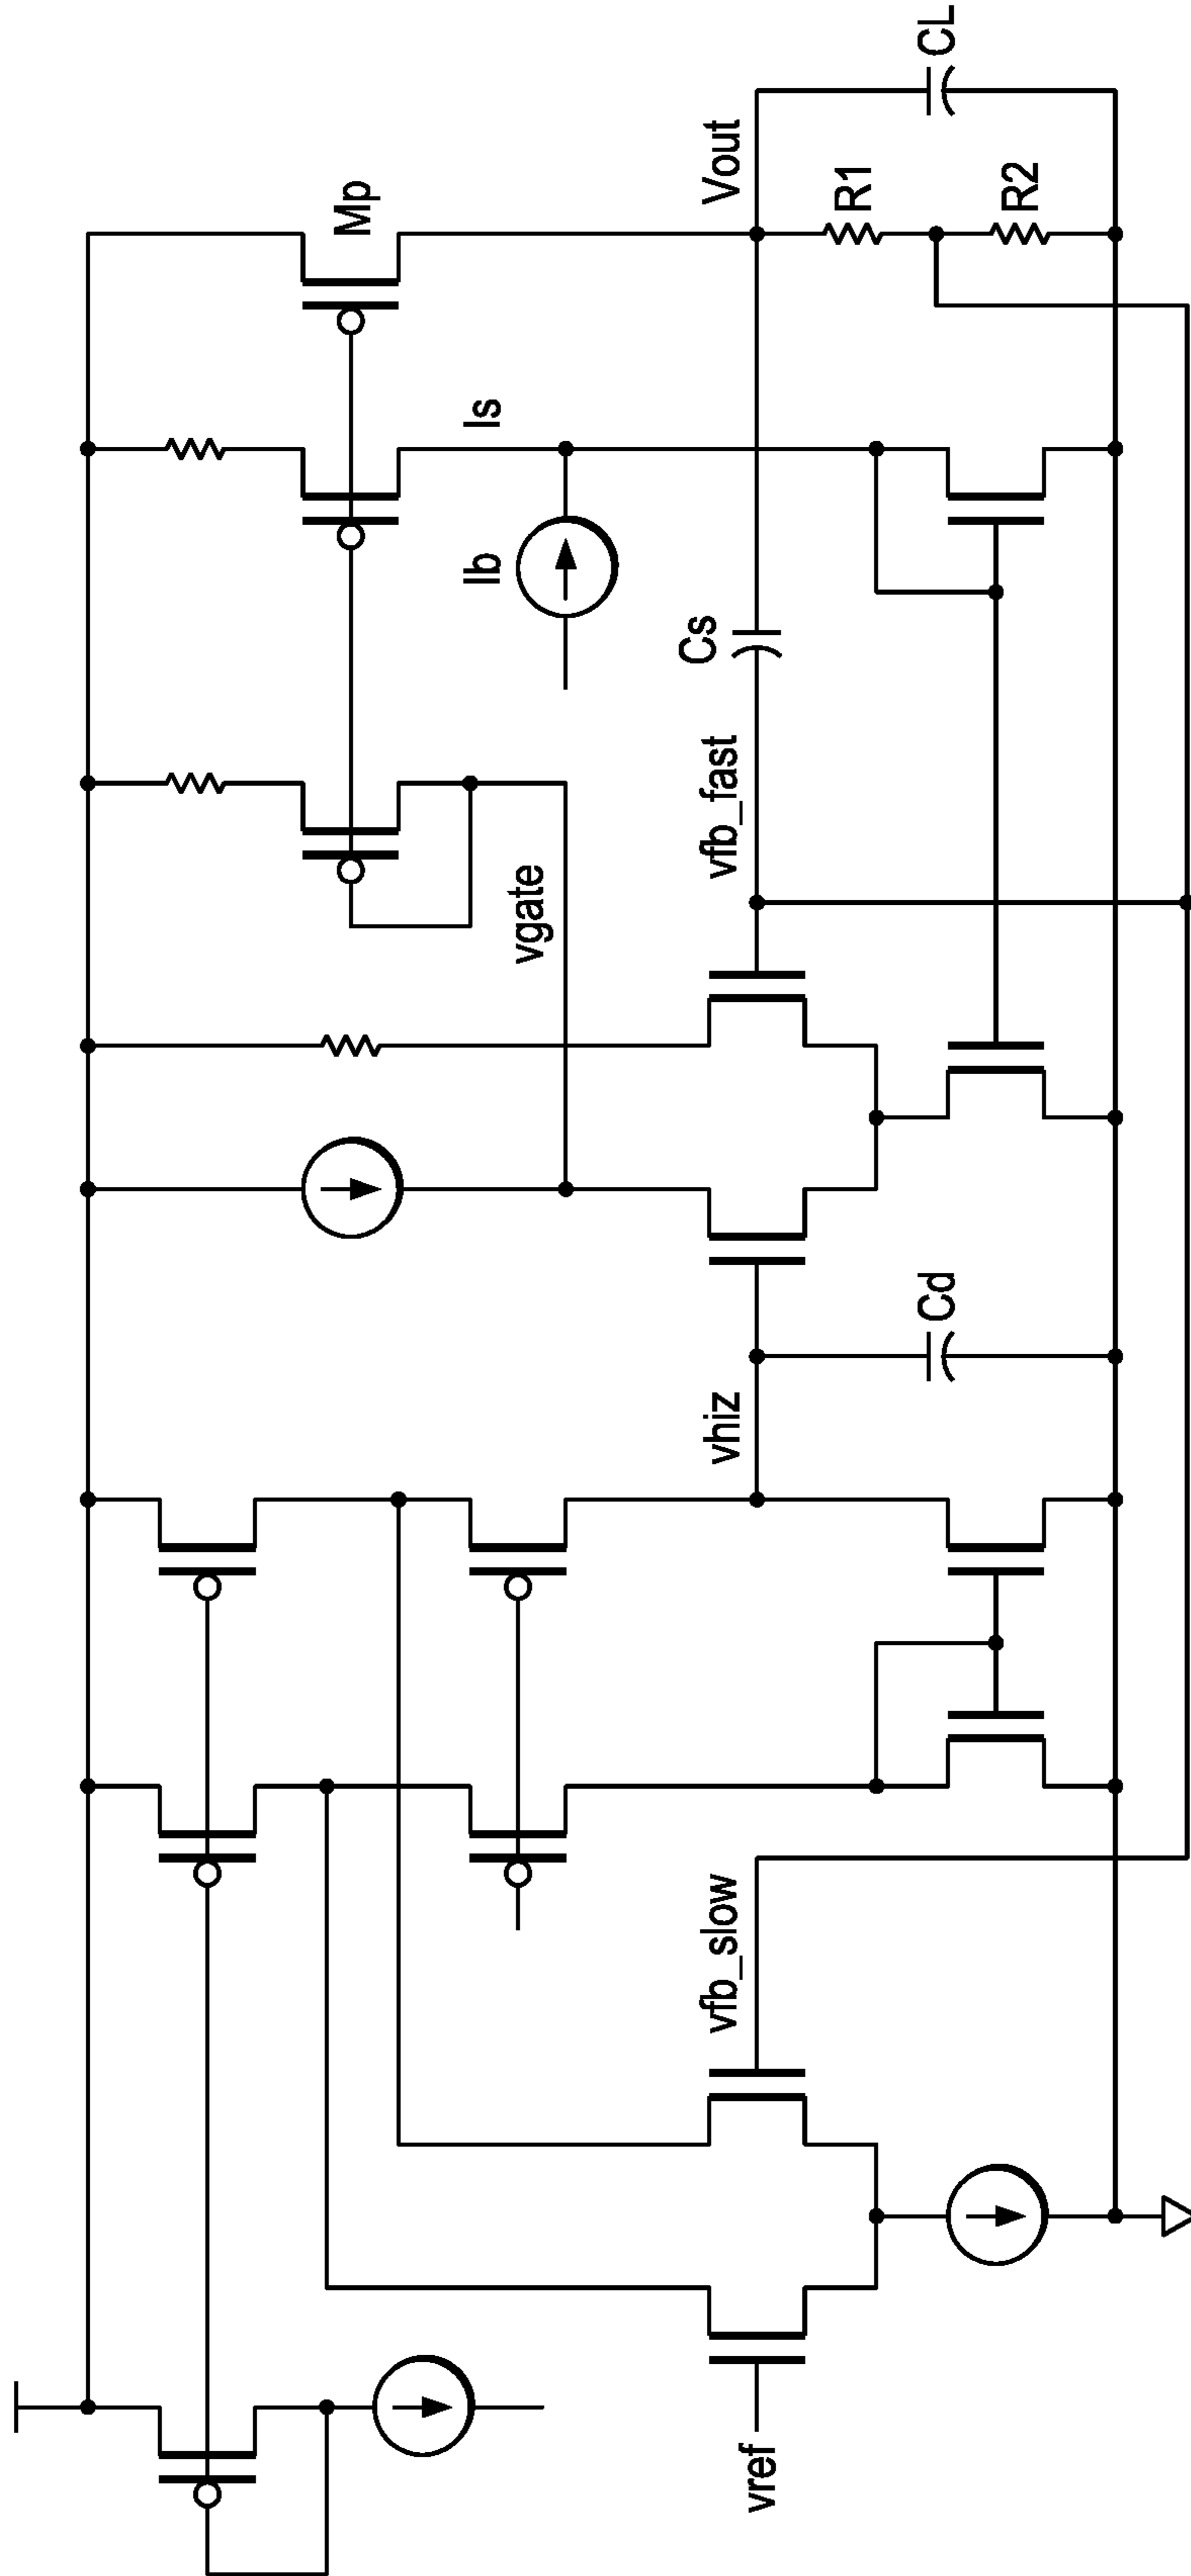 Mp
Is
Ib
Vout
CL
R1
R2
Cs
vfb_fast
vgate
Cd
vhiz
vfb_slow
vref